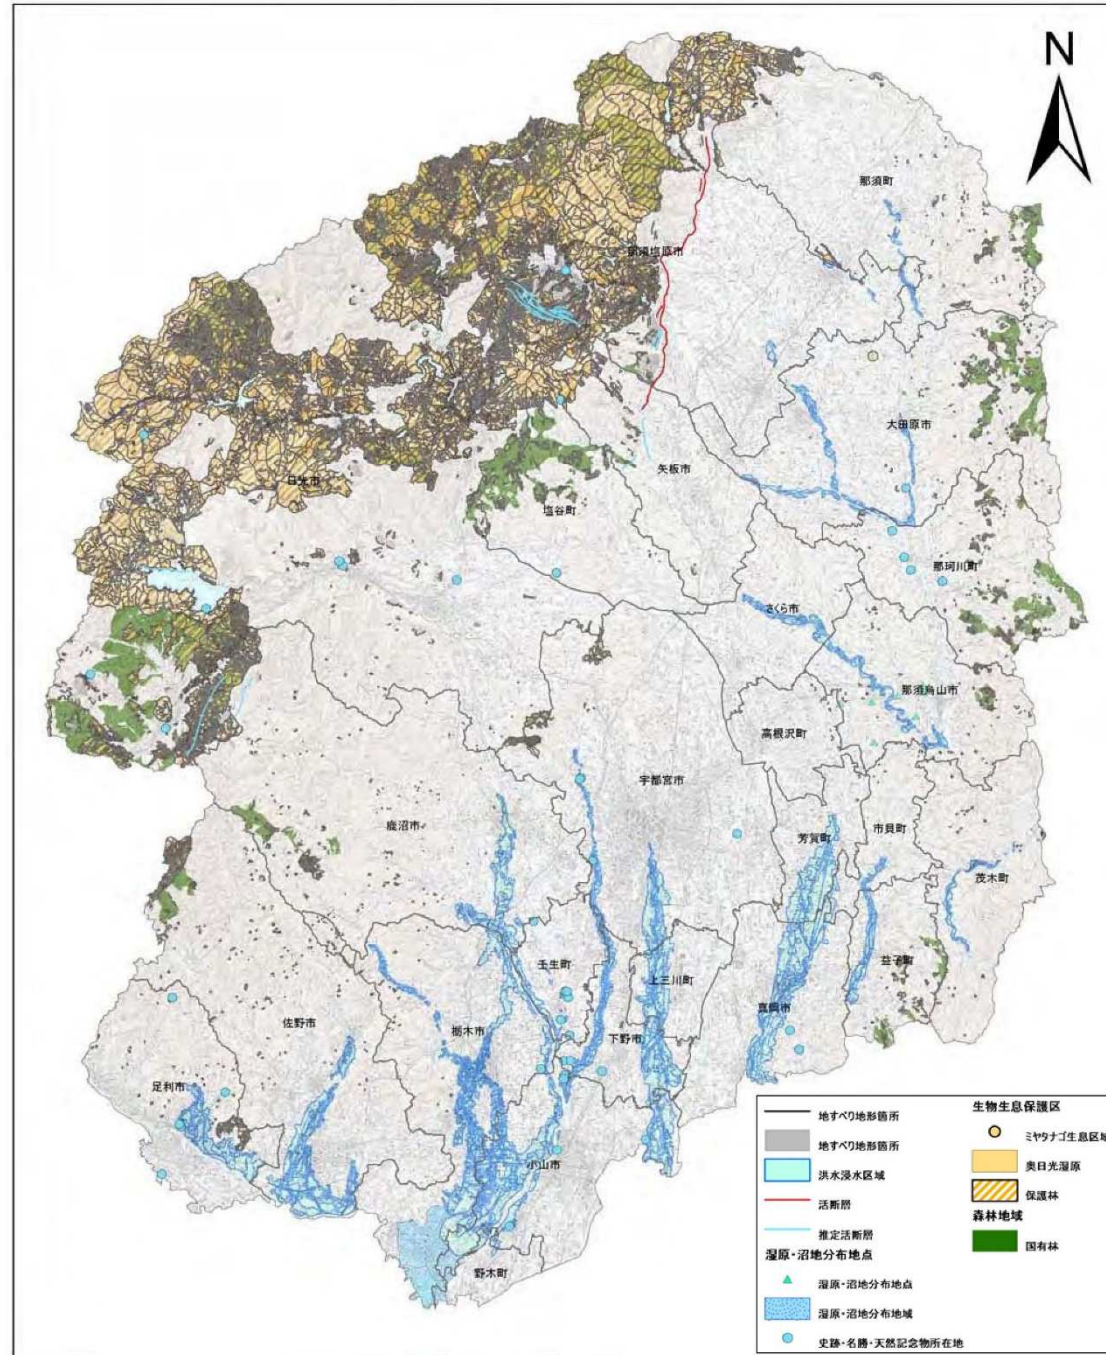 N
那須町
那須塩原市
大田原市
矢板市
日光市
塩谷町
那珂川町
さくら市
那須烏山市
高根沢町
宇都宮市
鹿沼市
芳賀町
市貝町
茂木町
益子町
壬生町
上三川町
真岡市
佐野市
栃木市
下野市
足利市
小山市
野木町
地すべり地形箇所
地すべり地形箇所
洪水浸水区域
活断層
推定活断層
湿原・沼地分布地点
湿原・沼地分布地点
湿原・沼地分布地域
史跡・名勝・天然記念物所在地
生物生息保護区
ミヤタナゴ生息区域
奥日光湿原
保護林
森林地域
国有林